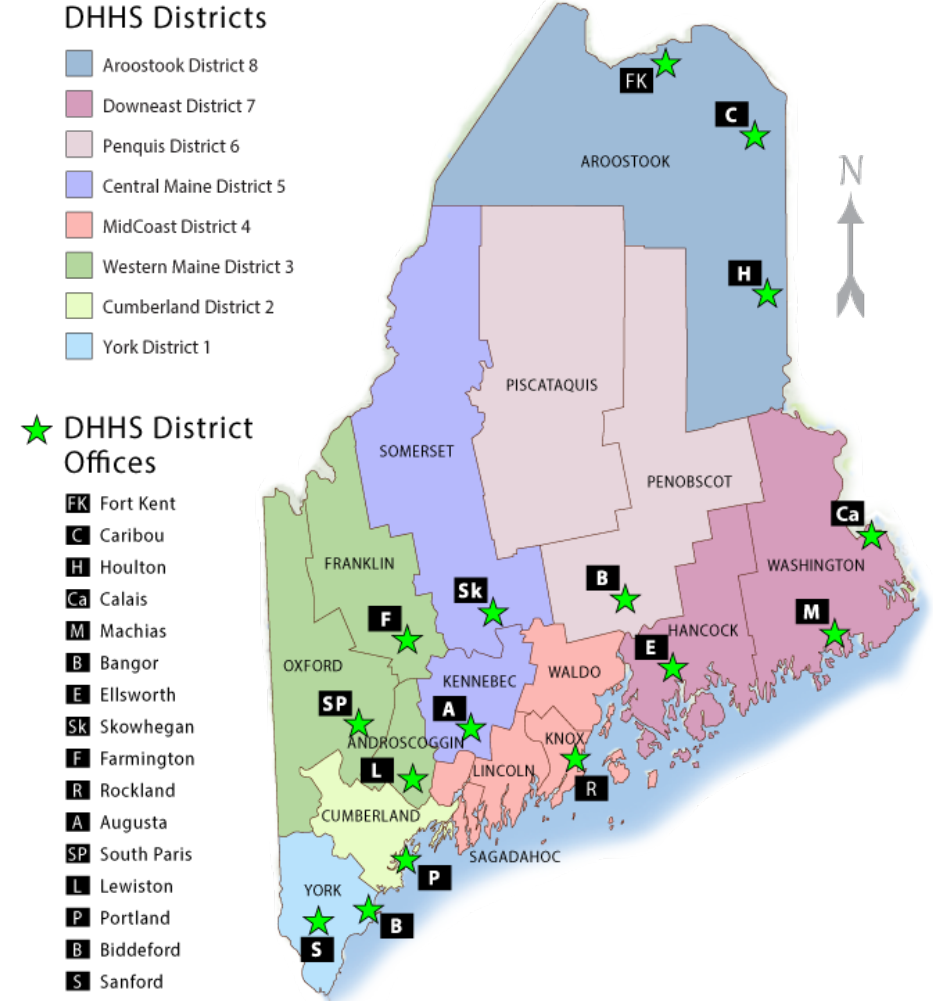 DHHS Districts
Aroostook District 8
Downeast District 7
Penquis District 6
Central Maine District 5
MidCoast District 4
Western Maine District 3
Cumberland District 2
York District 1
DHHS District
Offices
FK Fort Kent
C Caribou
H Houlton
Ca Calais
M Machias
B Bangor
E Ellsworth
Sk Skowhegan
F Farmington
R Rockland
A Augusta
SP South Paris
L Lewiston
P Portland
B Biddeford
S Sanford
FK
C
AROOSTOOK
N
H
PISCATAQUIS
SOMERSET
PENOBSCOT
Ca
FRANKLIN
WASHINGTON
Sk
B
F
M
HANCOCK
E
OXFORD
WALDO
KENNEBEC
SP
A
ANDROSCOGGIN
KNOX
L
LINCOLN
R
CUMBERLAND
SAGADAHOC
P
YORK
B
S